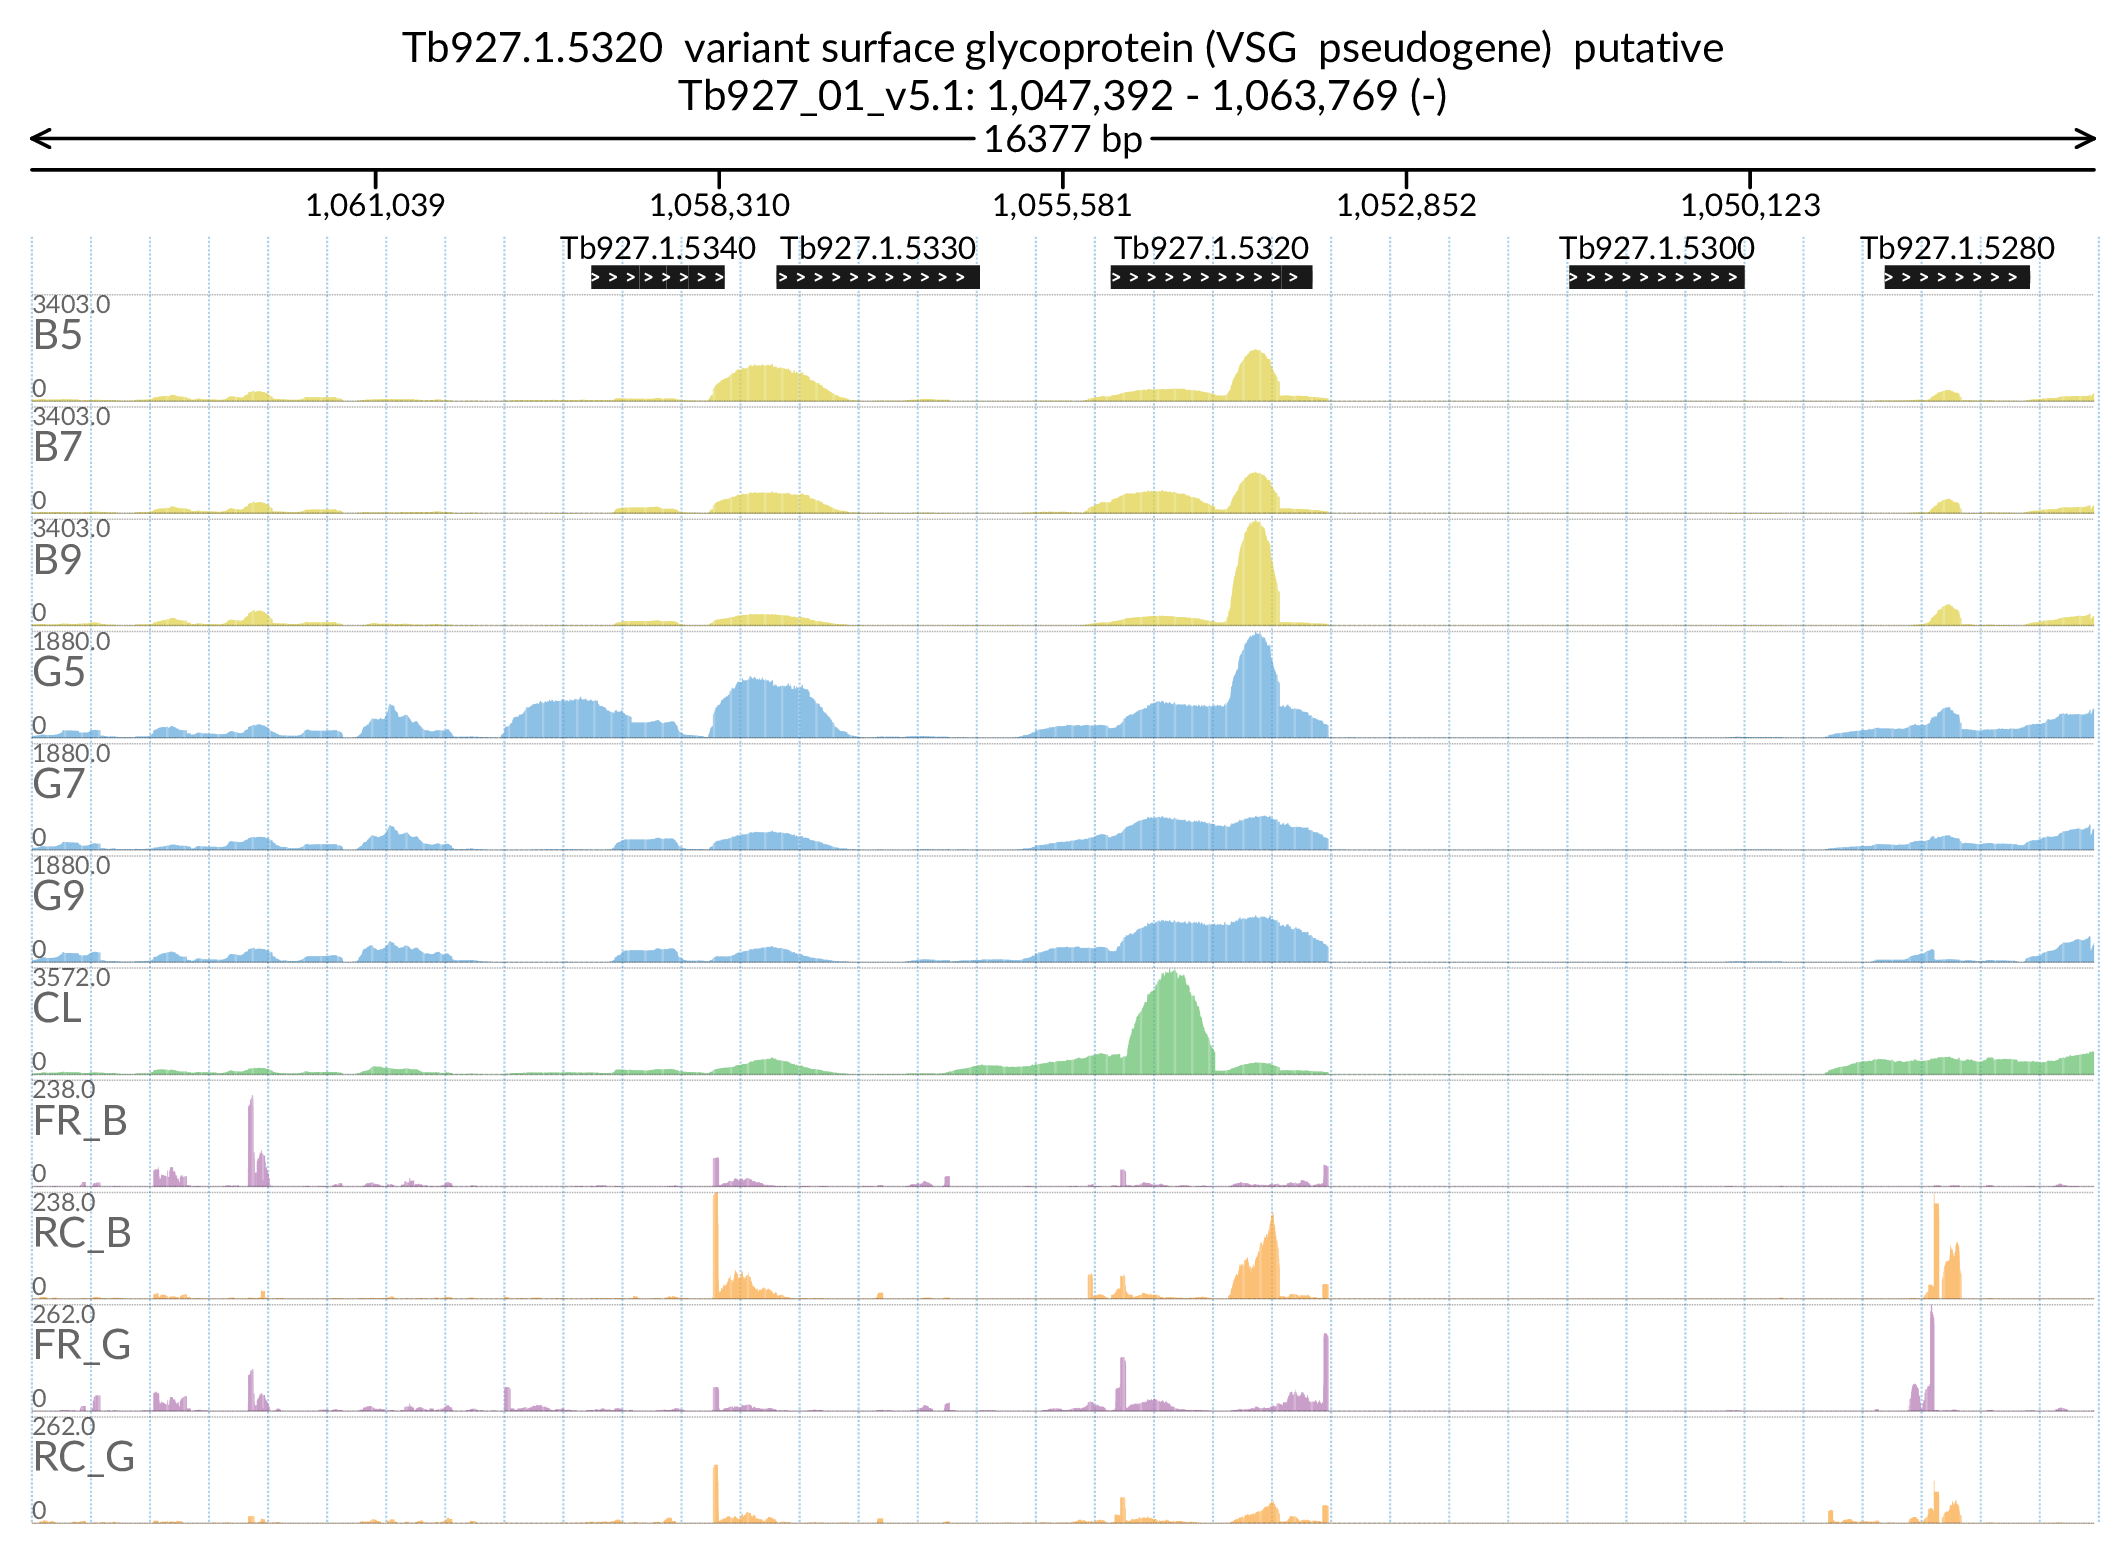 Tb927.1.5320 variant surface glycoprotein (VSG pseudogene) putative
Tb927_01_v5.1: 1,047,392 - 1,063,769 (-)
16377 bp
1,061,039 1,058,310 1,055,581 1,052,852 1,050,123
Tb927.1.5340 Tb927.1.5330 Tb927.1.5320 Tb927.1.5300 Tb927.1.5280
3403.0
B5
0
3403.0
B7
0
3403.0
B9
0
1880.0
G5
0
1880.0
G7
0
1880.0
G9
0
3572.0
CL
0
238.0
FR_B
0
238.0
RC_B
0
262.0
FR_G
0
262.0
RC_G
0